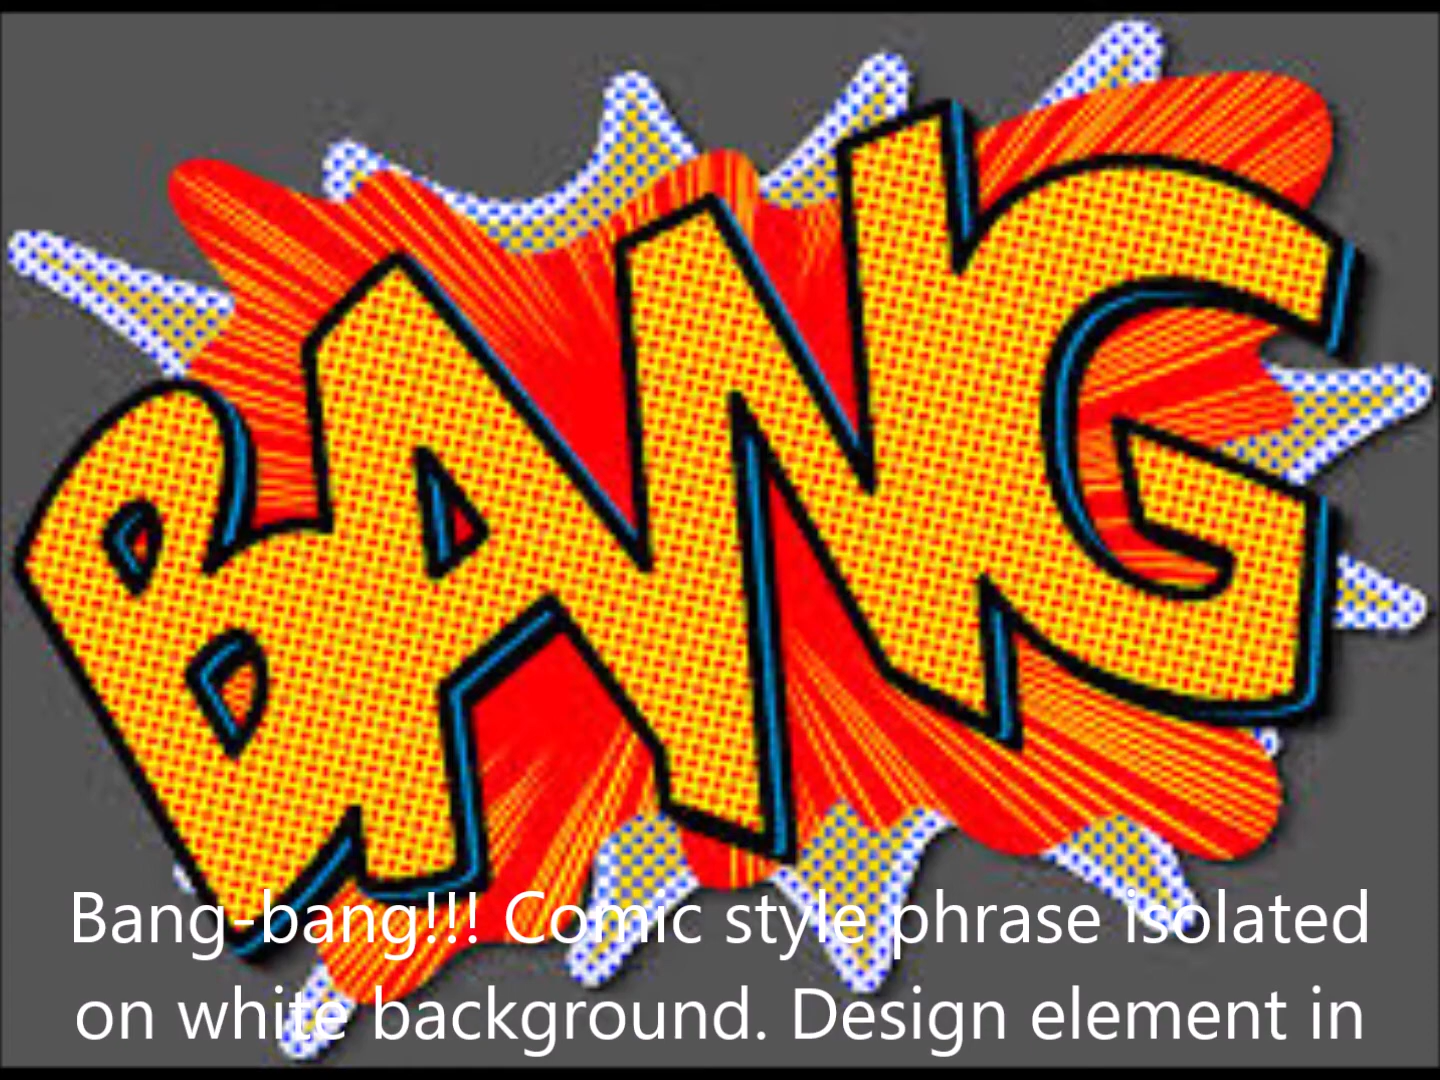 BANG
Bang-bang!!! Comic style phrase isolated
on white background. Design element in